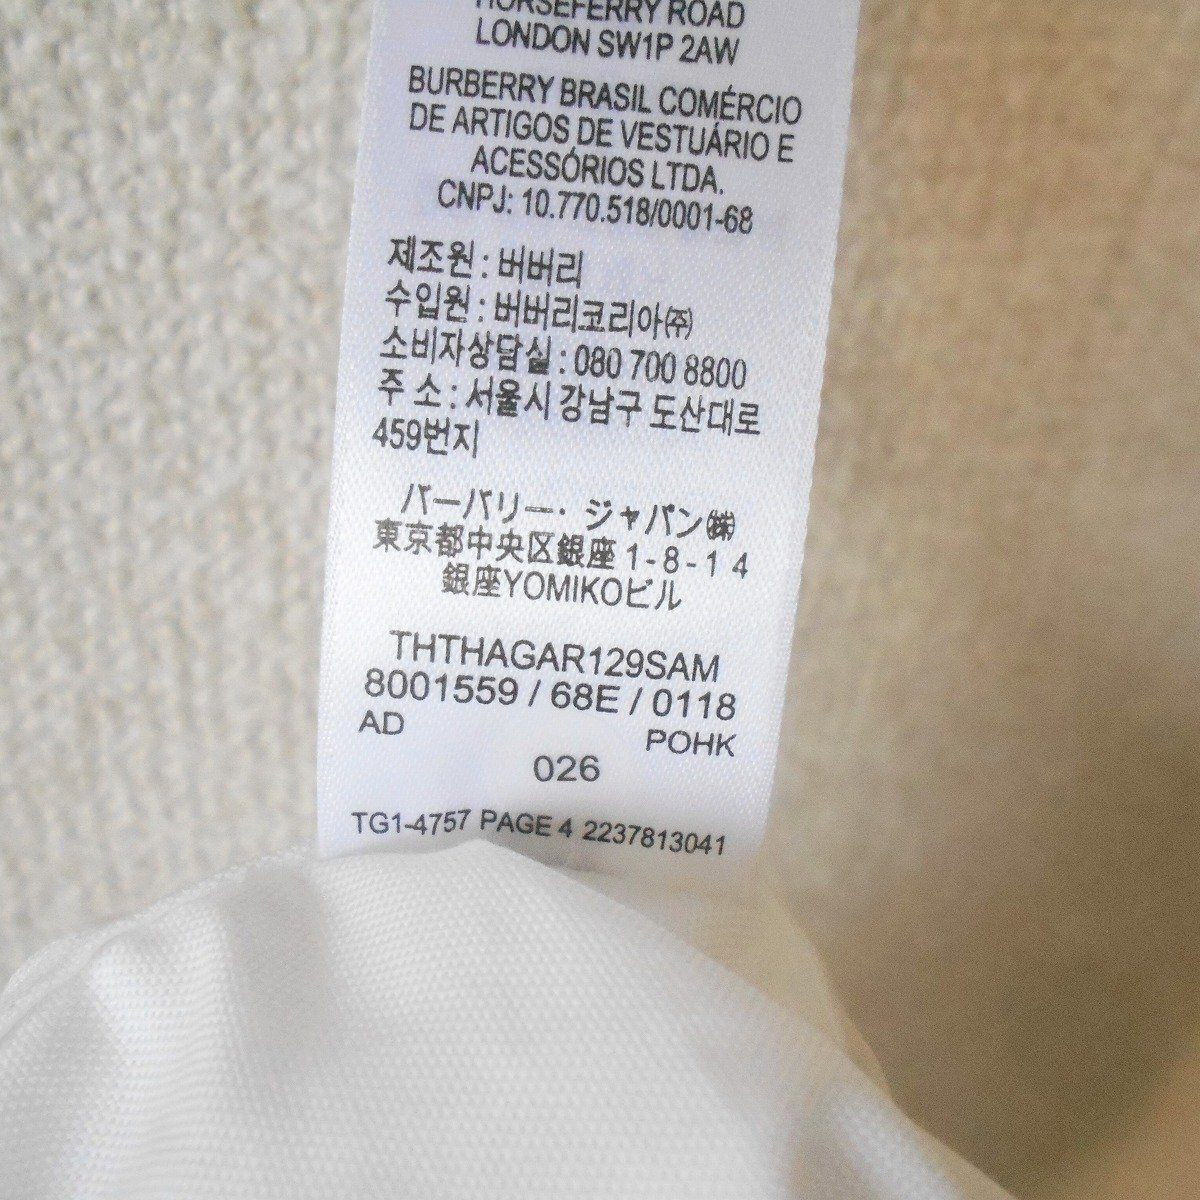 HORSEFERRY ROAD
LONDON SW1P 2AW
BURBERRY BRASIL COMÉRCIO
DE ARTIGOS DE VESTUÁRIO E
ACESSÓRIOS LTDA.
CNPJ: 10.770.518/0001-68
제조원 : 버버리
수입원 : 버버리코리아㈜
소비자상담실 : 080 700 8800
주 소 : 서울시 강남구 도산대로
459번지
バーバリー・ジャパン㈱
東京都中央区銀座 1-8-1 4
銀座YOMIKOビル
THTHAGAR129SAM
8001559 / 68E / 0118
AD POHK
026
TG1-4757 PAGE 4 2237813041